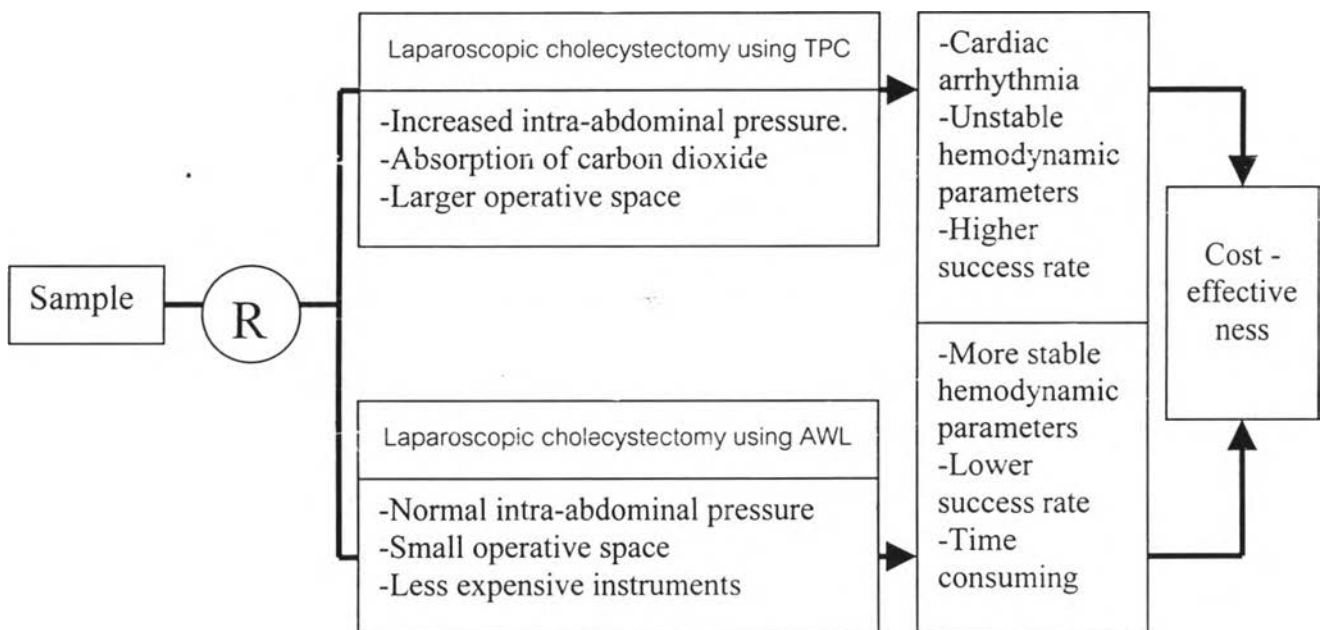 Sample
R
Laparoscopic cholecystectomy using TPC
-Increased intra-abdominal pressure.
-Absorption of carbon dioxide
-Larger operative space
Laparoscopic cholecystectomy using AWL
-Normal intra-abdominal pressure
-Small operative space
-Less expensive instruments
-Cardiac
arrhythmia
-Unstable
hemodynamic
parameters
-Higher
success rate
-More stable
hemodynamic
parameters
-Lower
success rate
-Time
consuming
Cost -
effective
ness